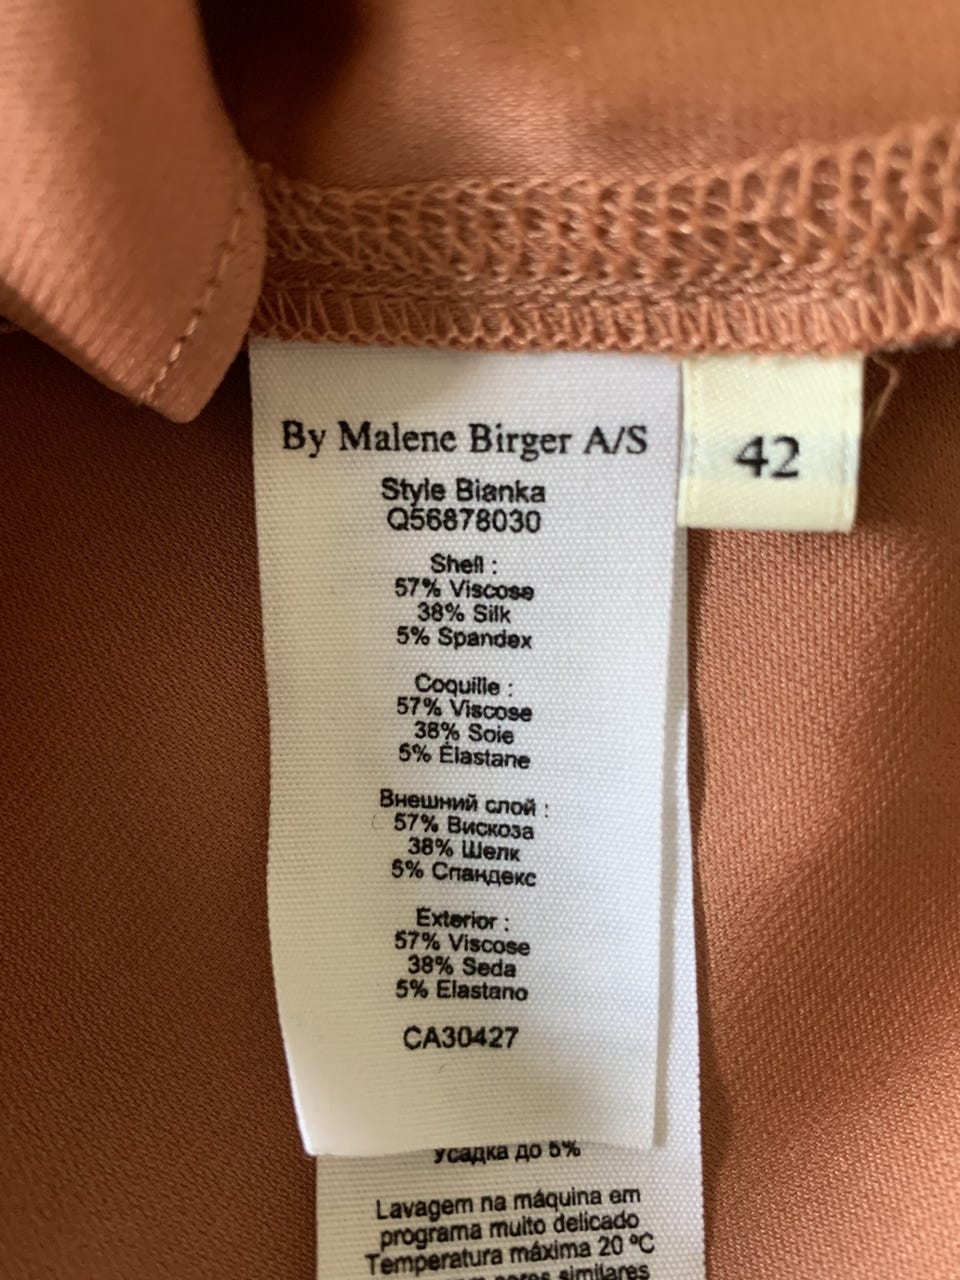 By Malene Birger A/S
42
Style Bianka
Q56878030
Shell :
57% Viscose
38% Silk
5% Spandex
Coquille :
57% Viscose
38% Soie
5% Élastane
Внешний слой :
57% Вискоза
38% Шелк
5% Спандекс
Exterior :
57% Viscose
38% Seda
5% Elastano
CA30427
Усадка до 5%
Lavagem na máquina em
programa muito delicado
Temperatura máxima 20 ºC
cores similares